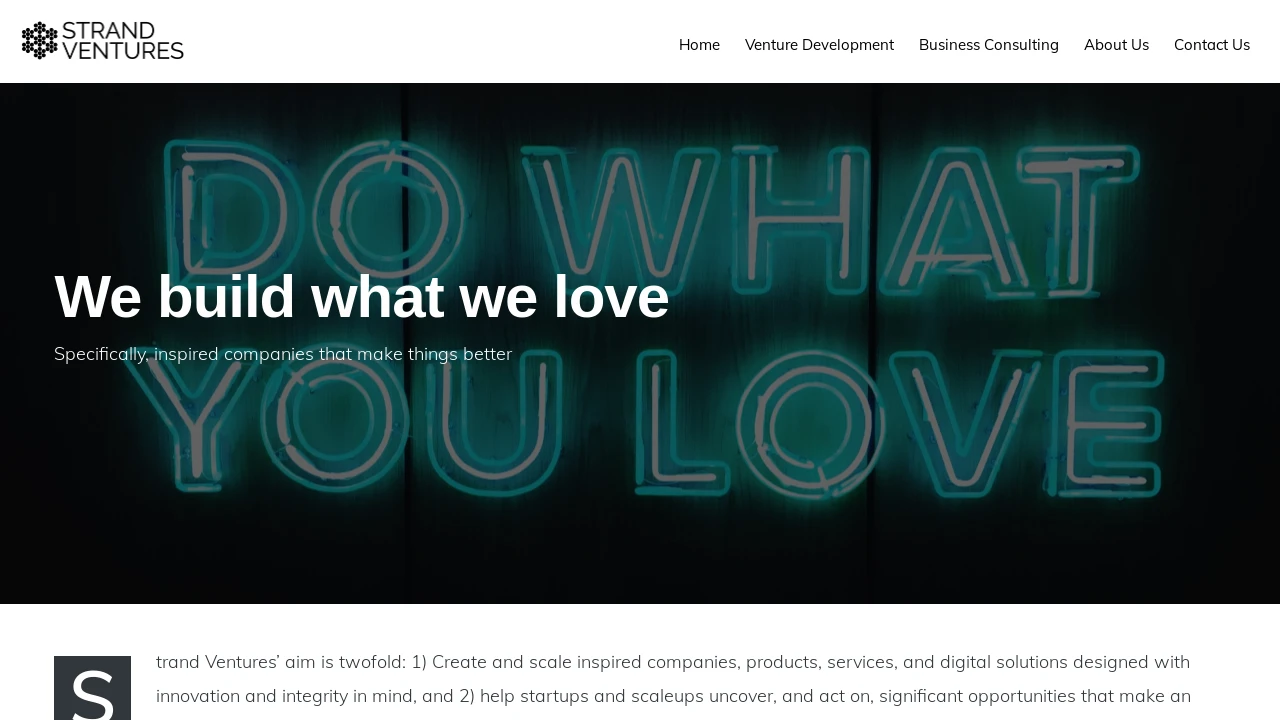 STRAND
VENTURES
Home
Venture Development
Business Consulting
About Us
Contact Us
DO WHAT
YOU LOVE
We build what we love
Specifically, inspired companies that make things better
Strand Ventures’ aim is twofold: 1) Create and scale inspired companies, products, services, and digital solutions designed with
innovation and integrity in mind, and 2) help startups and scaleups uncover, and act on, significant opportunities that make an